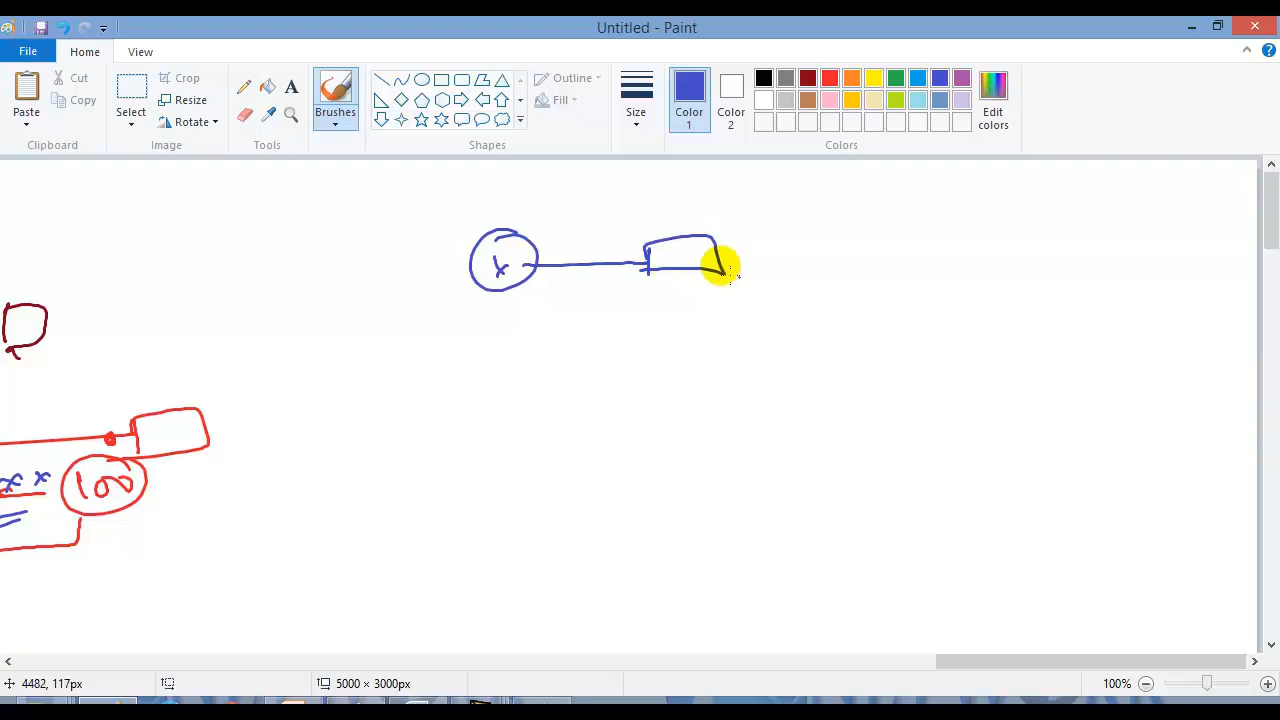 Untitled - Paint
File
Home
View
Paste
Cut
Copy
Clipboard
Select
Crop
Resize
Rotate
Image
A
Tools
Brushes
Outline
Fill
Shapes
Size
Color 1
Color 2
Edit colors
Colors
x
x x
100
4482, 117px
5000 × 3000px
100%